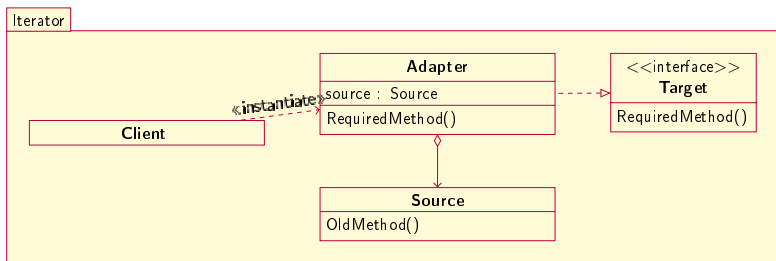 Iterator
Adapter
source : Source
RequiredMethod()
<<interface>>
Target
RequiredMethod()
«instantiate»
Client
Source
OldMethod()